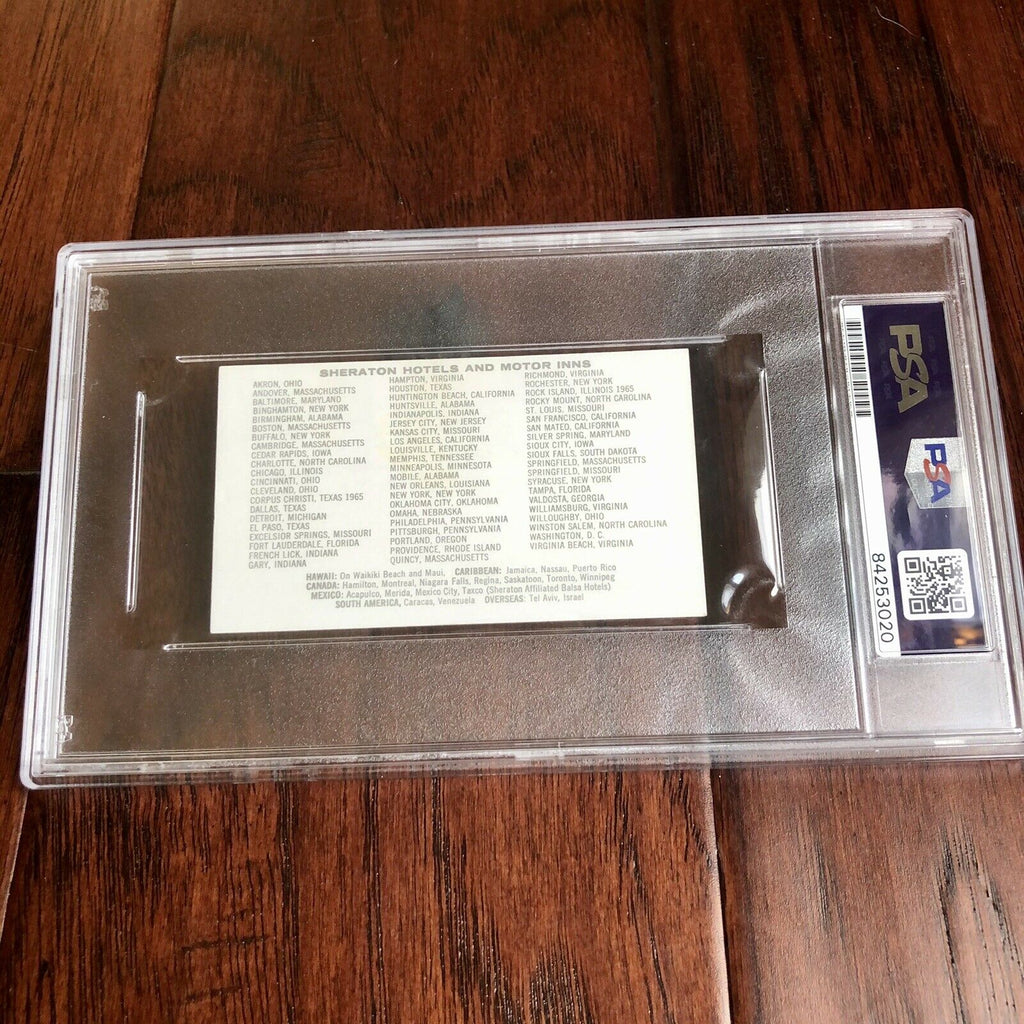 SHERATON HOTELS AND MOTOR INNS
AKRON, OHIO
ANDOVER, MASSACHUSETTS
BALTIMORE, MARYLAND
BINGHAMTON, NEW YORK
BIRMINGHAM, ALABAMA
BOSTON, MASSACHUSETTS
BUFFALO, NEW YORK
CAMBRIDGE, MASSACHUSETTS
CEDAR RAPIDS, IOWA
CHARLOTTE, NORTH CAROLINA
CHICAGO, ILLINOIS
CINCINNATI, OHIO
CLEVELAND, OHIO
CORPUS CHRISTI, TEXAS 1965
DALLAS, TEXAS
DETROIT, MICHIGAN
EL PASO, TEXAS
EXCELSIOR SPRINGS, MISSOURI
FORT LAUDERDALE, FLORIDA
FRENCH LICK, INDIANA
GARY, INDIANA
HAMPTON, VIRGINIA
HOUSTON, TEXAS
HUNTINGTON BEACH, CALIFORNIA
HUNTSVILLE, ALABAMA
INDIANAPOLIS, INDIANA
JERSEY CITY, NEW JERSEY
KANSAS CITY, MISSOURI
LOS ANGELES, CALIFORNIA
LOUISVILLE, KENTUCKY
MEMPHIS, TENNESSEE
MINNEAPOLIS, MINNESOTA
MOBILE, ALABAMA
NEW ORLEANS, LOUISIANA
NEW YORK, NEW YORK
OKLAHOMA CITY, OKLAHOMA
OMAHA, NEBRASKA
PHILADELPHIA, PENNSYLVANIA
PITTSBURGH, PENNSYLVANIA
PORTLAND, OREGON
PROVIDENCE, RHODE ISLAND
QUINCY, MASSACHUSETTS
RICHMOND, VIRGINIA
ROCHESTER, NEW YORK
ROCK ISLAND, ILLINOIS 1965
ROCKY MOUNT, NORTH CAROLINA
ST. LOUIS, MISSOURI
SAN FRANCISCO, CALIFORNIA
SAN MATEO, CALIFORNIA
SILVER SPRING, MARYLAND
SIOUX CITY, IOWA
SIOUX FALLS, SOUTH DAKOTA
SPRINGFIELD, MASSACHUSETTS
SPRINGFIELD, MISSOURI
SYRACUSE, NEW YORK
TAMPA, FLORIDA
VALDOSTA, GEORGIA
WILLIAMSBURG, VIRGINIA
WILLOUGHBY, OHIO
WINSTON SALEM, NORTH CAROLINA
WASHINGTON, D. C.
VIRGINIA BEACH, VIRGINIA
HAWAII: On Waikiki Beach and Maui, CARIBBEAN: Jamaica, Nassau, Puerto Rico
CANADA: Hamilton, Montreal, Niagara Falls, Regina, Saskatoon, Toronto, Winnipeg
MEXICO: Acapulco, Merida, Mexico City, Taxco (Sheraton Affiliated Balsa Hotels)
SOUTH AMERICA, Caracas, Venezuela OVERSEAS: Tel Aviv, Israel
PSA
PSA
84253020